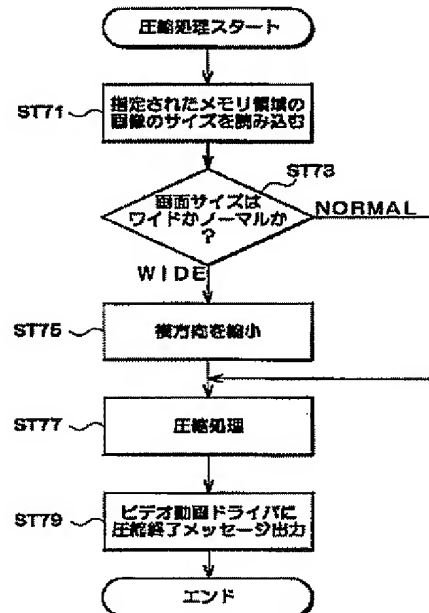 圧縮処理スタート
ST71
指定されたメモリ領域の
画像のサイズを読み込む
ST73
画面サイズは
ワイドかノーマルか
?
NORMAL
WIDE
ST75
横方向を縮小
ST77
圧縮処理
ST79
ビデオ動画ドライバに
圧縮終了メッセージ出力
エンド